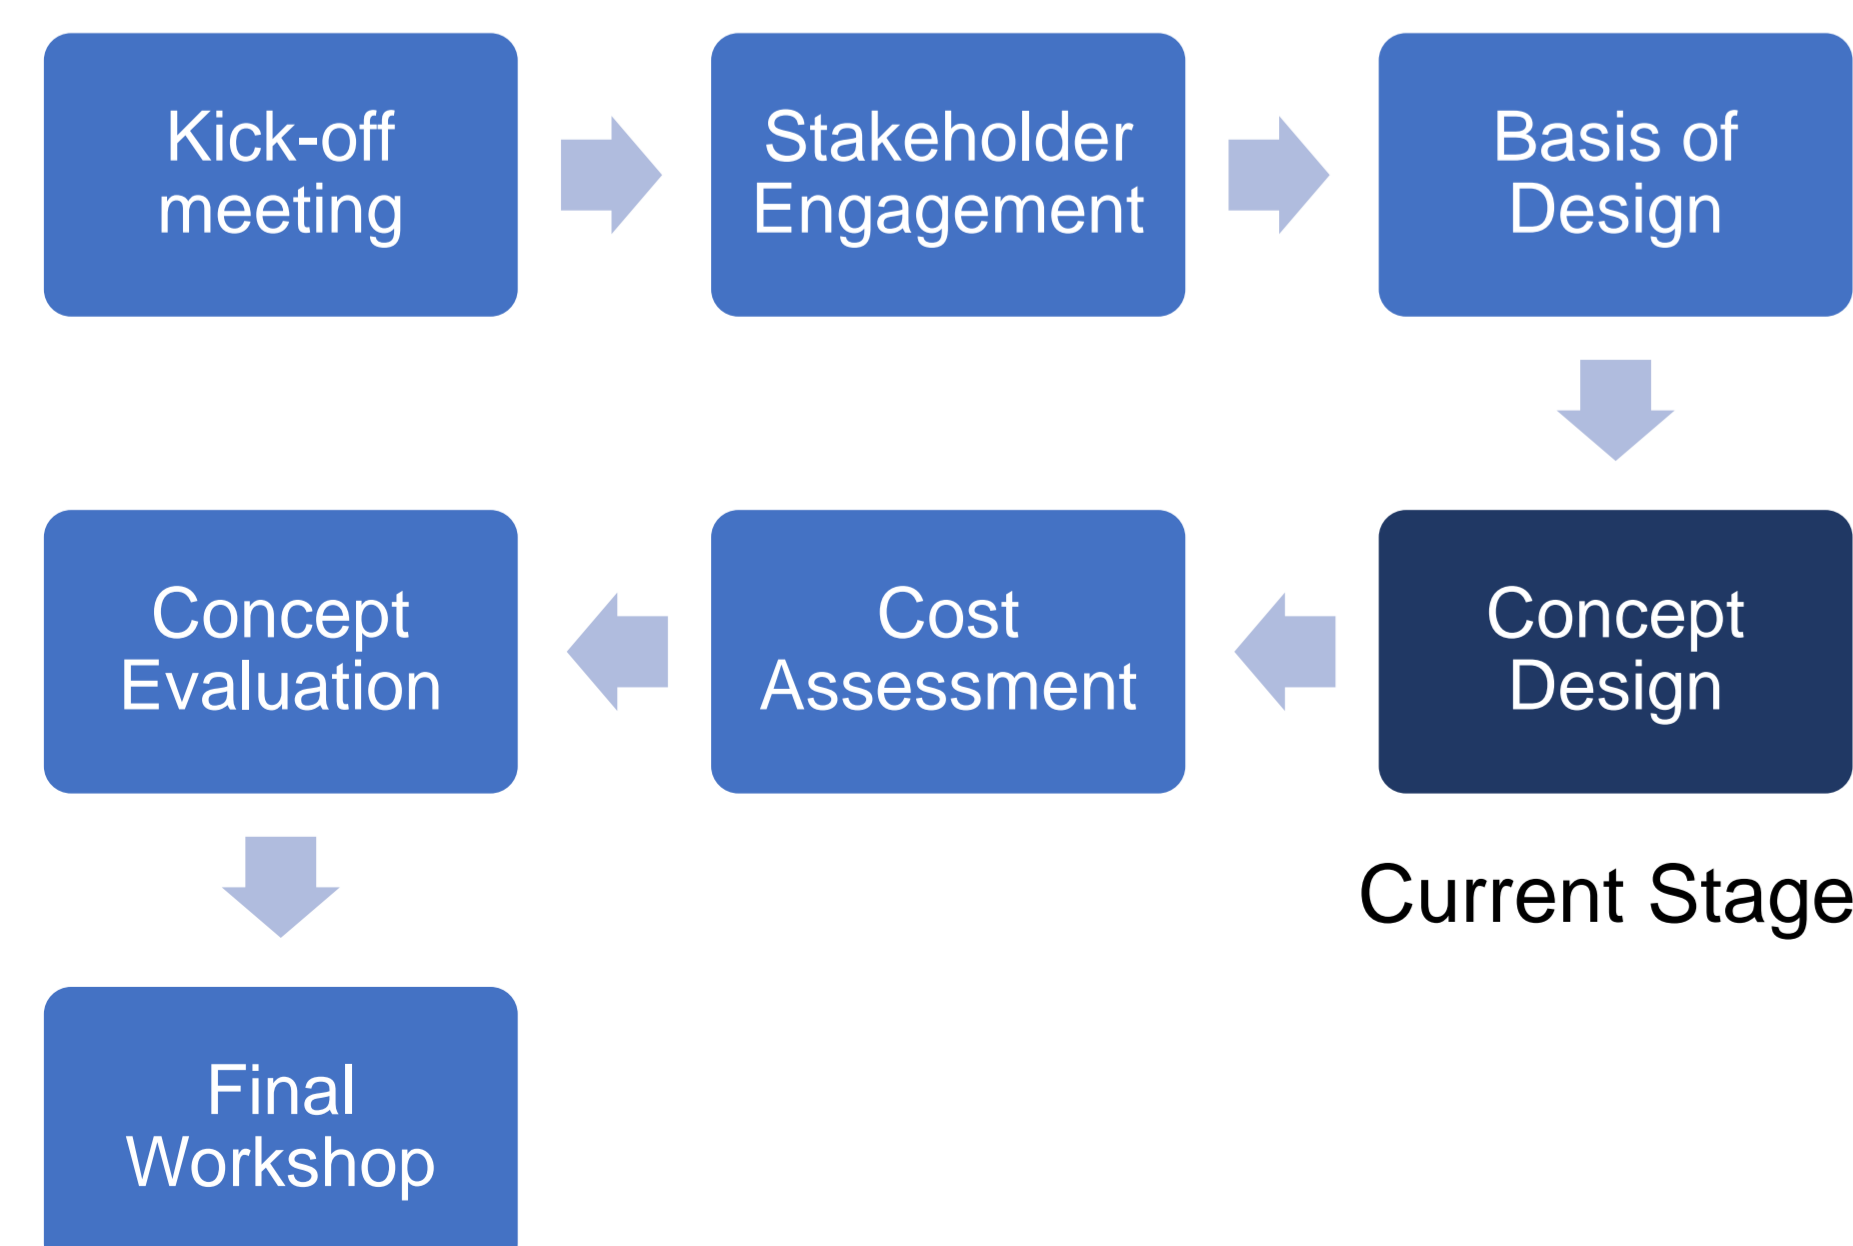 Kick-off
meeting
Stakeholder
Engagement
Basis of
Design
Concept
Design
Current Stage
Cost
Assessment
Concept
Evaluation
Final
Workshop